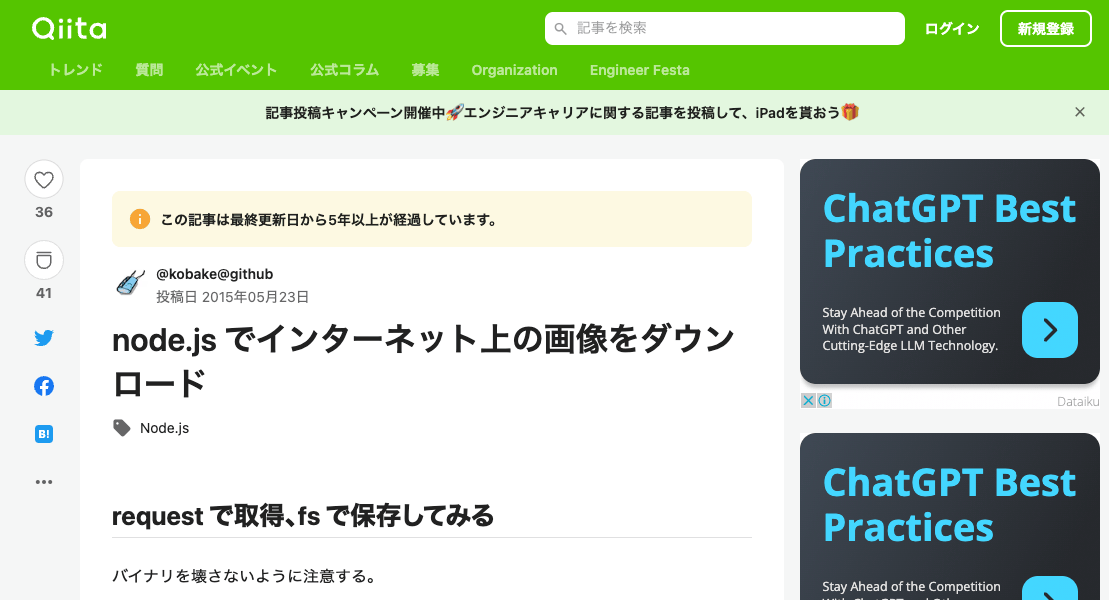 Qiita
記事を検索
ログイン
新規登録
トレンド 質問 公式イベント 公式コラム 募集 Organization Engineer Festa
記事投稿キャンペーン開催中🚀エンジニアキャリアに関する記事を投稿して、iPadを貰おう🎁
36
41
B!
この記事は最終更新日から5年以上が経過しています。
@kobake@github
投稿日 2015年05月23日
node.js でインターネット上の画像をダウン
ロード
Node.js
request で取得、fs で保存してみる
バイナリを壊さないように注意する。
ChatGPT Best
Practices
Stay Ahead of the Competition
With ChatGPT and Other
Cutting-Edge LLM Technology.
Dataiku
ChatGPT Best
Practices
Stay Ahead of the Competition